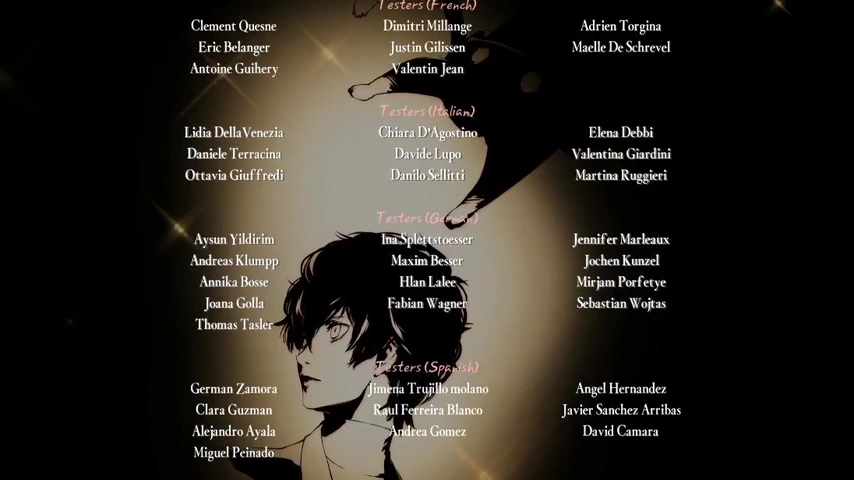 Testers (French)
Clement Quesne Dimitri Millange Adrien Torgina
Eric Belanger Justin Gilissen Maelle De Schrevel
Antoine Guihery Valentin Jean
Testers (Italian)
Lidia DellaVenezia Chiara D'Agostino Elena Debbi
Daniele Terracina Davide Lupo Valentina Giardini
Ottavia Giuffredi Danilo Sellitti Martina Ruggieri
Testers (German)
Aysun Yildirim Ina Splettstoesser Jennifer Marleaux
Andreas Klumpp Maxim Besser Jochen Kunzel
Annika Bosse Hlan Lalee Mirjam Porfetye
Joana Golla Fabian Wagner Sebastian Wojtas
Thomas Tasler
Testers (Spanish)
German Zamora Jimena Trujillo molano Angel Hernandez
Clara Guzman Raul Ferreira Blanco Javier Sanchez Arribas
Alejandro Ayala Andrea Gomez David Camara
Miguel Peinado